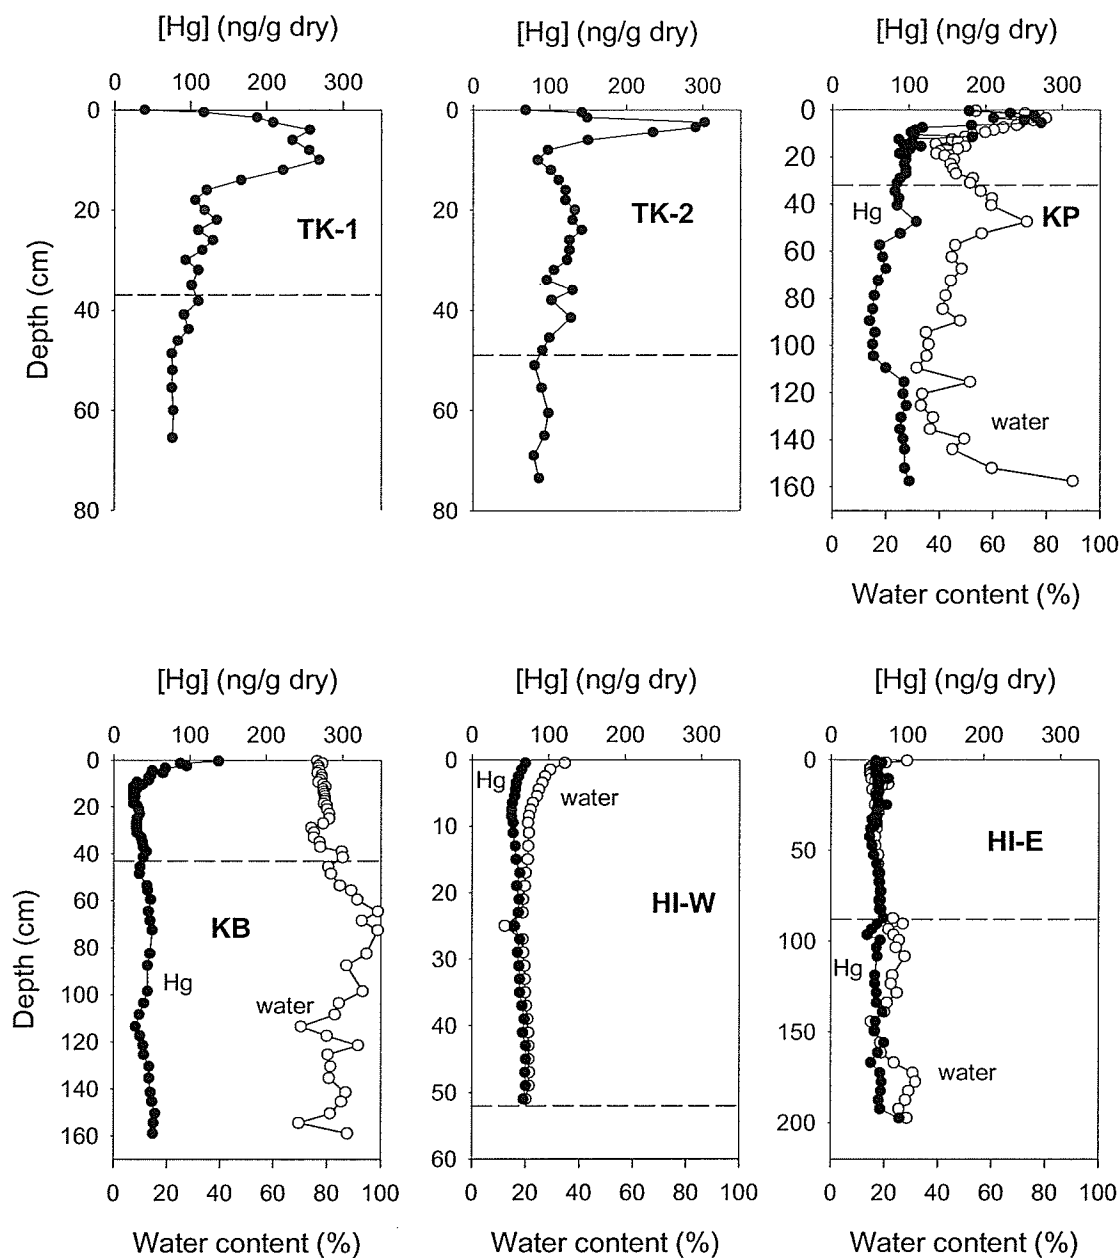 [Hg] (ng/g dry) [Hg] (ng/g dry) [Hg] (ng/g dry)
0 100 200 300 0 100 200 300 0 100 200 300
0 0 0
20
20 20 40
TK-1 TK-2 Hg KP
60
40 40 80
100
120
60 60 water
140
160
80 80
0 20 40 60 80 100
Water content (%)
Depth (cm)
[Hg] (ng/g dry) [Hg] (ng/g dry) [Hg] (ng/g dry)
0 100 200 300 0 100 200 300 0 100 200 300
0 0 0
Hg
water
20
10
40 50
20 HI-E
60
KB HI-W
80 30 100
Hg Hg
100 water
40
120 150
water
140 50
160 200
60
0 20 40 60 80 100 0 20 40 60 80 100 0 20 40 60 80 100
Water content (%) Water content (%) Water content (%)
Depth (cm)